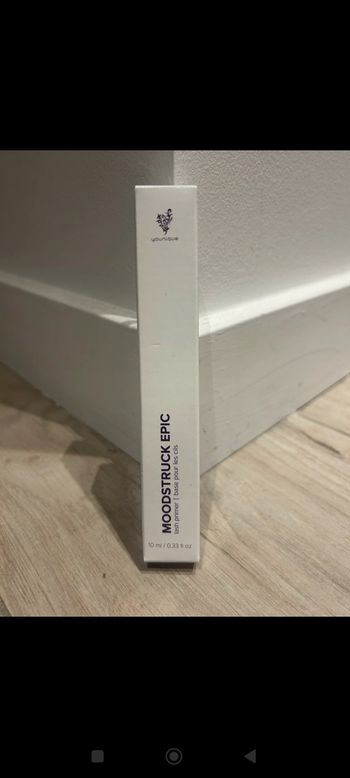 younique
MOODSTRUCK EPIC
lash primer | base pour les cils
10 ml / 0.33 fl oz